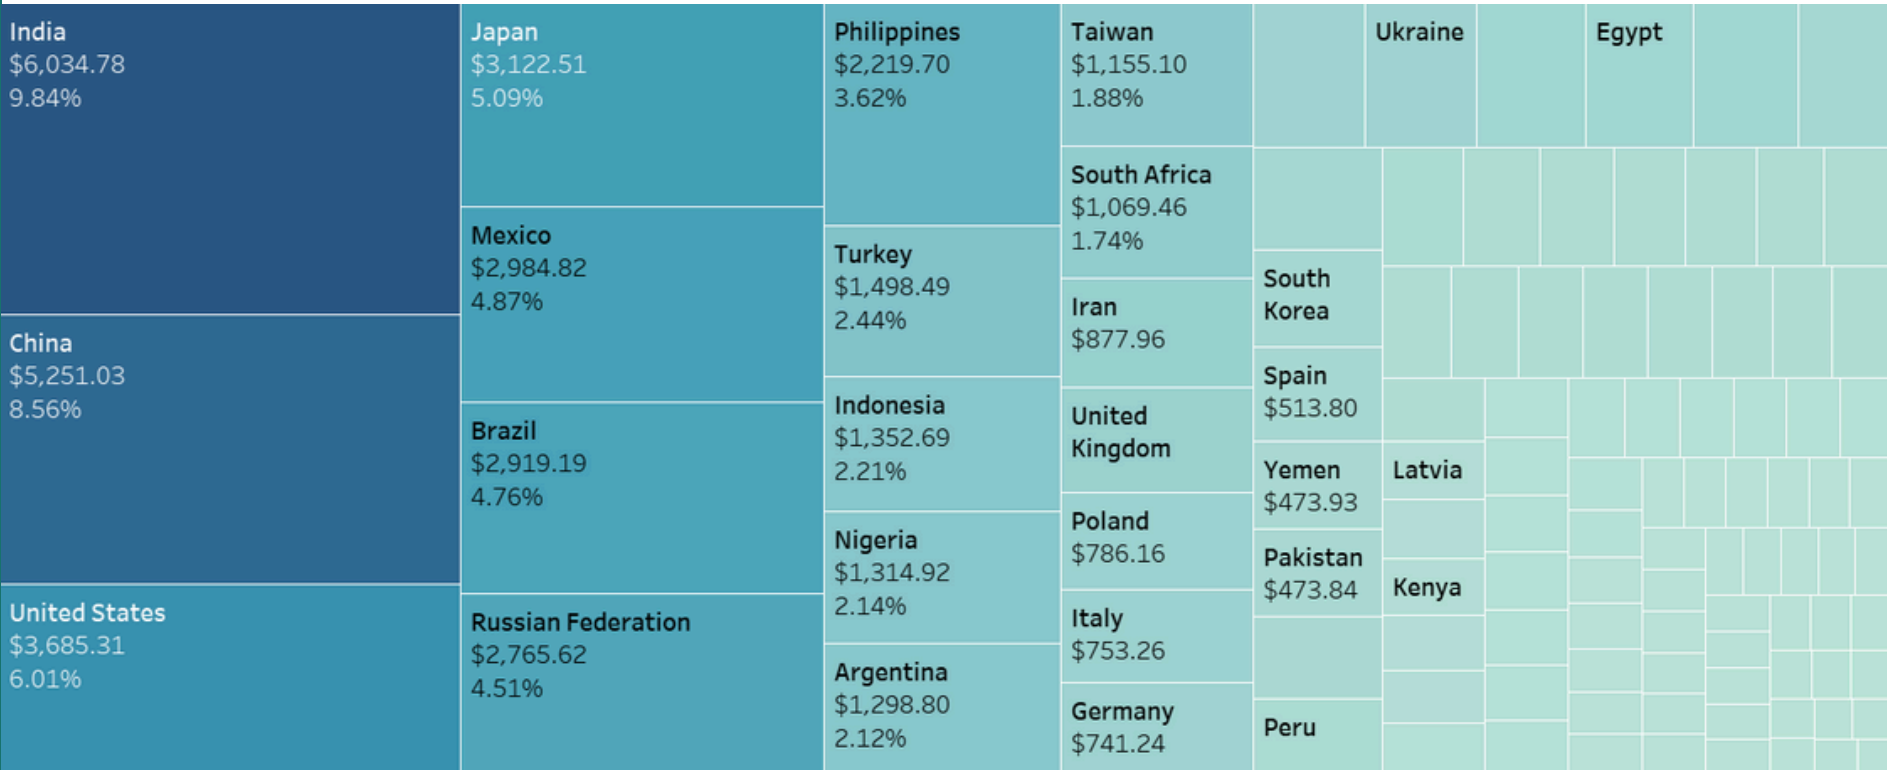 India
$6,034.78
9.84%
China
$5,251.03
8.56%
United States
$3,685.31
6.01%
Japan
$3,122.51
5.09%
Mexico
$2,984.82
4.87%
Brazil
$2,919.19
4.76%
Russian Federation
$2,765.62
4.51%
Philippines
$2,219.70
3.62%
Turkey
$1,498.49
2.44%
Indonesia
$1,352.69
2.21%
Nigeria
$1,314.92
2.14%
Argentina
$1,298.80
2.12%
Taiwan
$1,155.10
1.88%
South Africa
$1,069.46
1.74%
Iran
$877.96
United
Kingdom
Poland
$786.16
Italy
$753.26
Germany
$741.24
Ukraine
Egypt
South
Korea
Spain
$513.80
Yemen
$473.93
Pakistan
$473.84
Peru
Latvia
Kenya